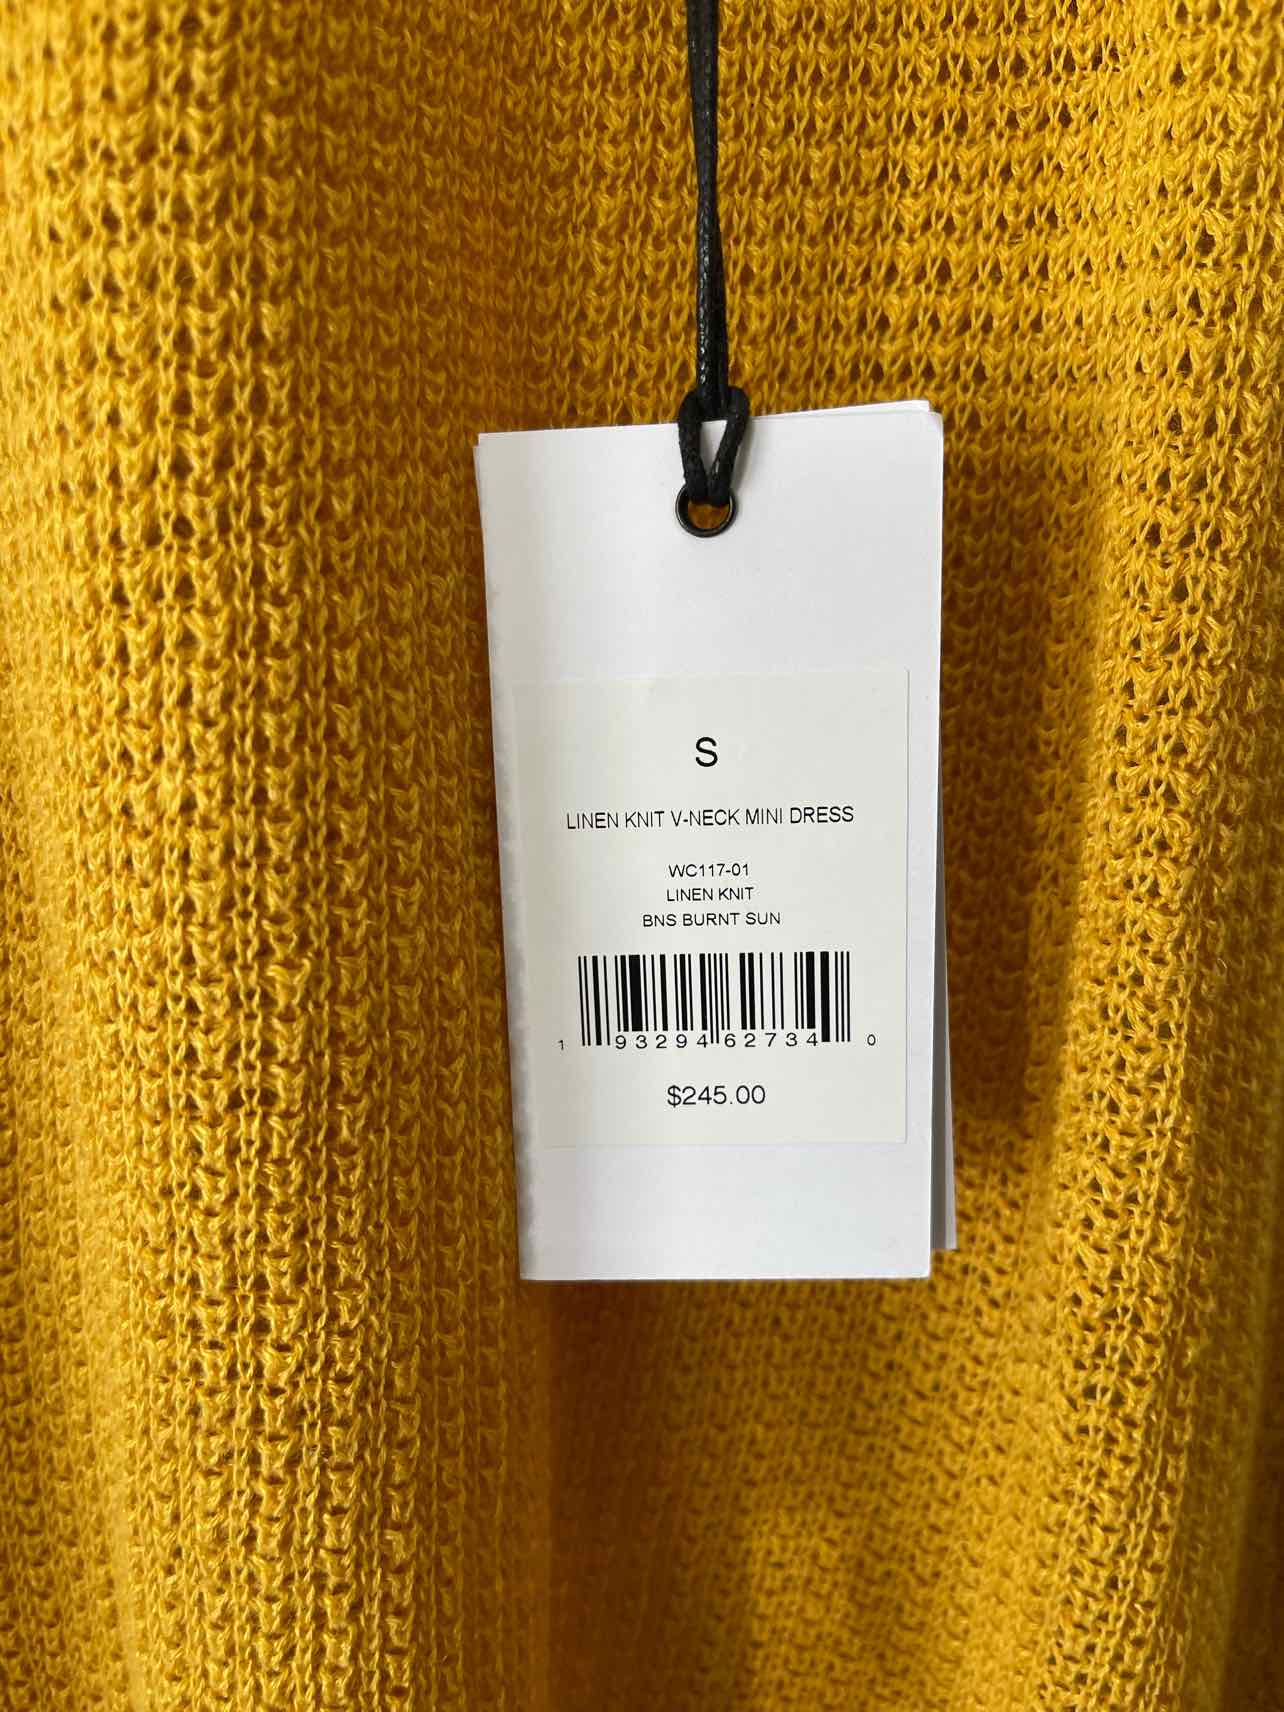 S
LINEN KNIT V-NECK MINI DRESS
WC117-01
LINEN KNIT
BNS BURNT SUN
1 93294 62734 0
$245.00